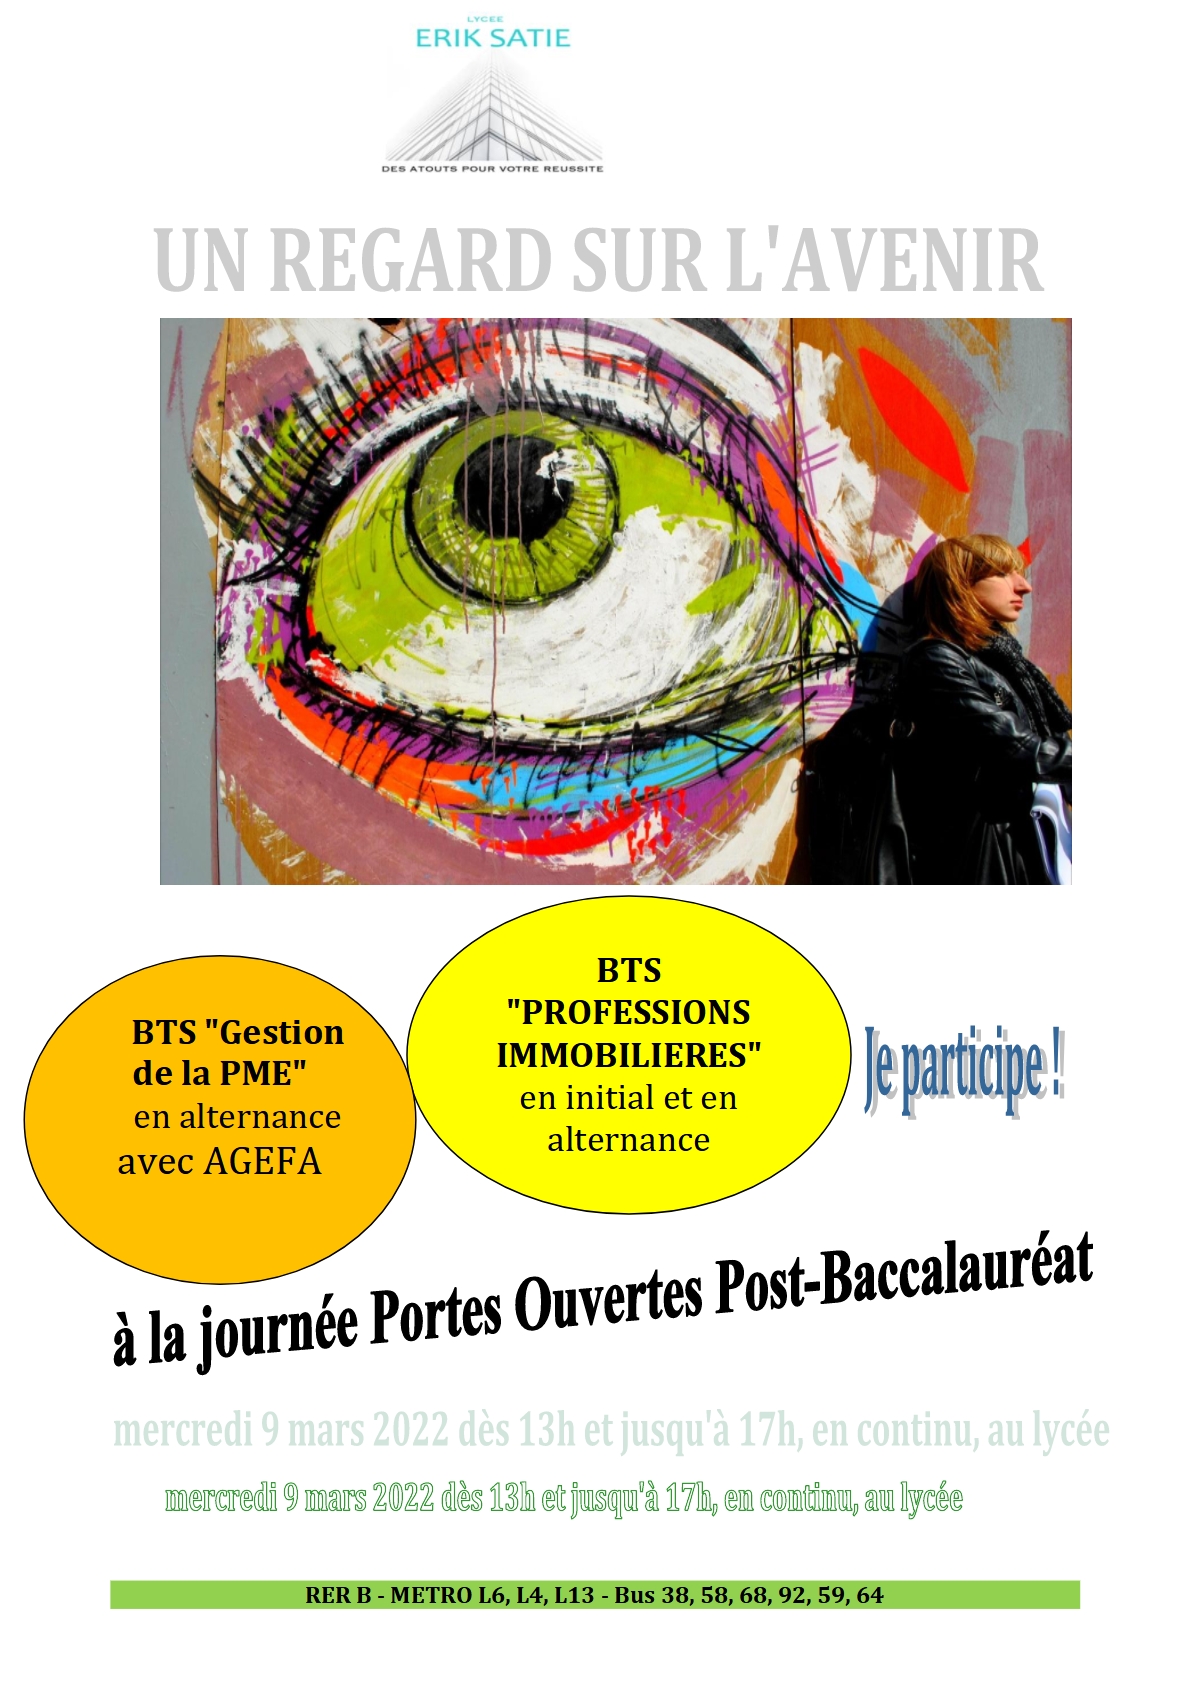 LYCEE
ERIK SATIE
DES ATOUTS POUR VOTRE REUSSITE
UN REGARD SUR L'AVENIR
BTS "Gestion
de la PME"
en alternance
avec AGEFA
BTS
"PROFESSIONS
IMMOBILIERES"
en initial et en
alternance
Je participe !
à la journée Portes Ouvertes Post-Baccalauréat
mercredi 9 mars 2022 dès 13h et jusqu'à 17h, en continu, au lycée
mercredi 9 mars 2022 dès 13h et jusqu'à 17h, en continu, au lycée
RER B - METRO L6, L4, L13 - Bus 38, 58, 68, 92, 59, 64